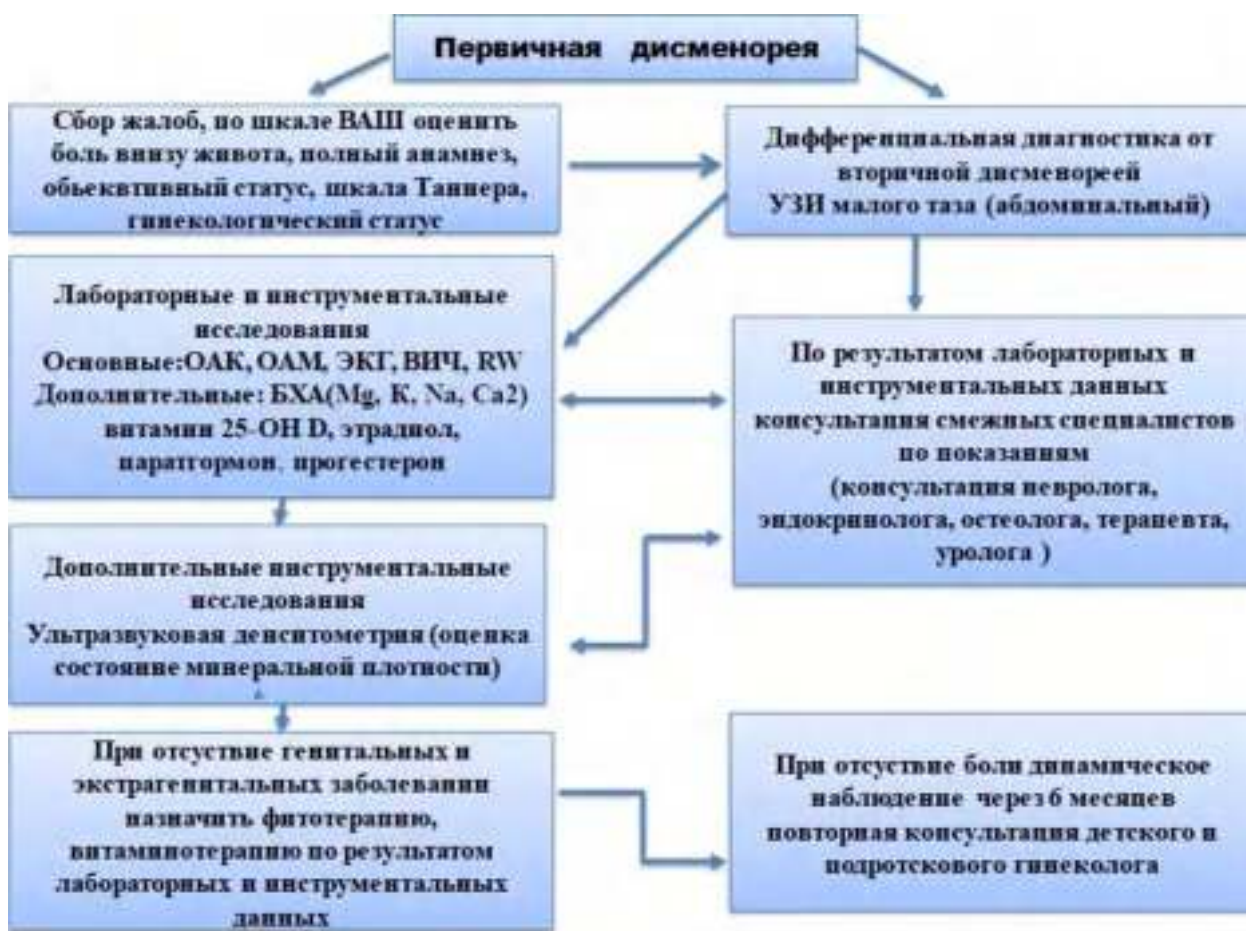 Первичная дисменорея
Сбор жалоб, по шкале ВАШ оценить
боль внизу живота, полный анамнез,
обьеквтивный статус, шкала Таннера,
гинекологический статус
Дифференциальная диагностика от
вторичной дисменореей
УЗИ малого таза (абдоминальный)
Лабораторные и инструментальные
исследования
Основные:ОАК, ОАМ, ЭКГ, ВИЧ, RW
Дополнительные: БХА(Mg, K, Na, Ca2)
витамин 25-OH D, этрадиол,
паратгормон, прогестерон
По результатом лабораторных и
инструментальных данных
консультация смежных специалистов
по показаниям
(консультация невролога,
эндокринолога, остеолога, терапевта,
уролога )
Дополнительные инструментальные
исследования
Ультразвуковая денситометрия (оценка
состояние минеральной плотности)
При отсуствие генитальных и
экстрагенитальных заболевании
назначить фитотерапию,
витаминотерапию по результатом
лабораторных и инструментальных
данных
При отсуствие боли динамическое
наблюдение через 6 месяцев
повторная консультация детского и
подротскового гинеколога